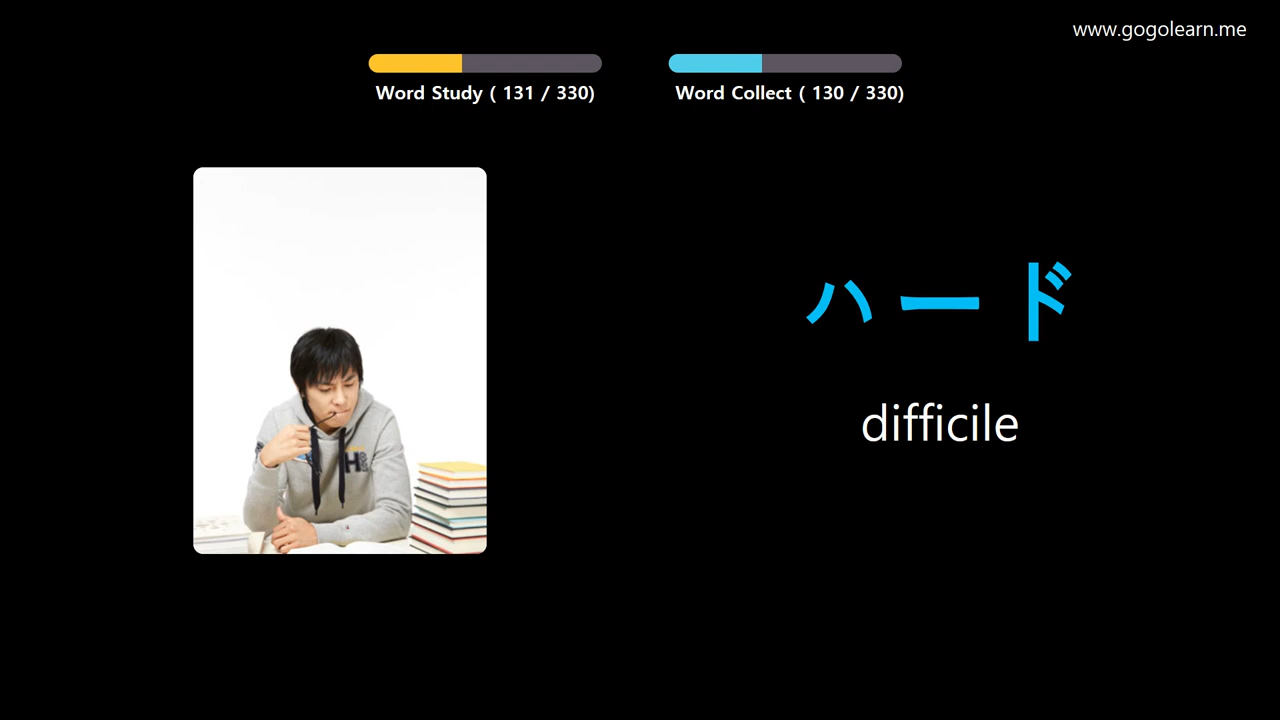 www.gogolearn.me
Word Study ( 131 / 330)
Word Collect ( 130 / 330)
ハード
difficile